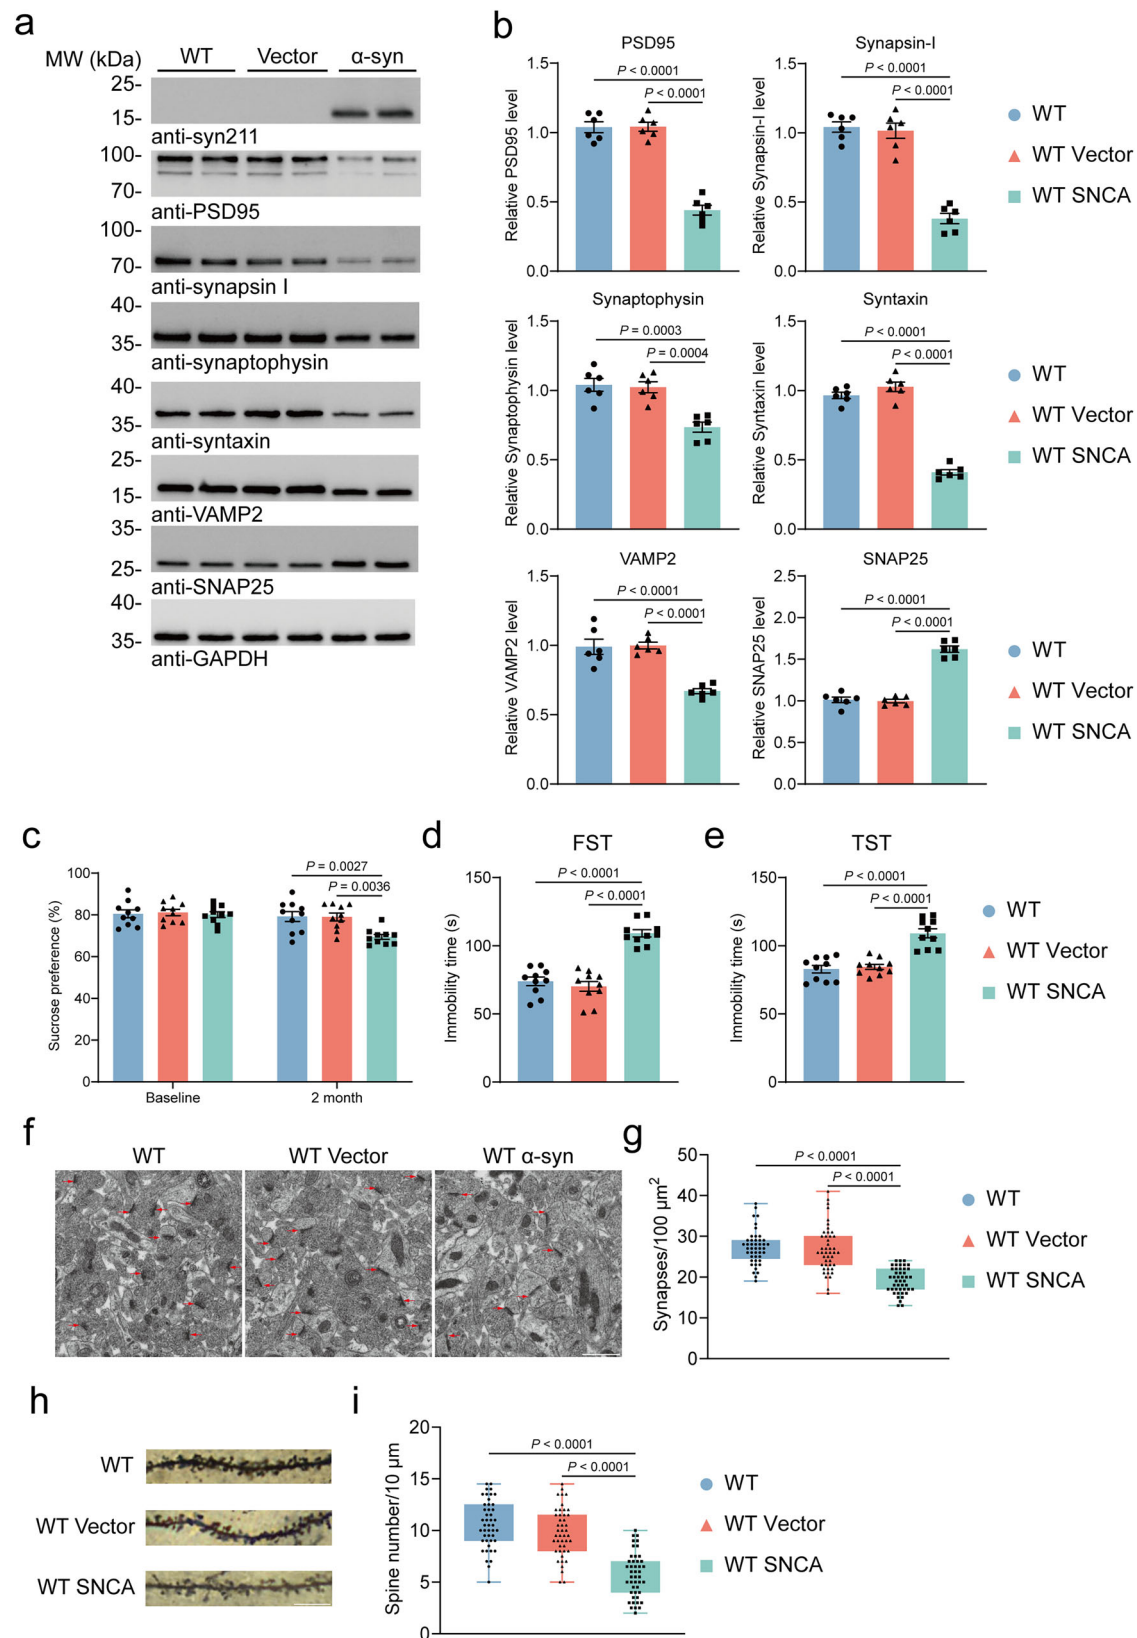 a
WT Vector α-syn
MW (kDa)
25-
15-
anti-syn211
100-
70-
anti-PSD95
100-
70-
anti-synapsin I
40-
35-
anti-synaptophysin
40-
35-
anti-syntaxin
25-
15-
anti-VAMP2
35-
25-
anti-SNAP25
40-
35-
anti-GAPDH
b
PSD95
Relative PSD95 level
1.5
1.0
0.5
0.0
P < 0.0001
P < 0.0001
Synapsin-I
Relative Synapsin-I level
1.5
1.0
0.5
0.0
P < 0.0001
P < 0.0001
WT
WT Vector
WT SNCA
Synaptophysin
Relative Synaptophysin level
1.5
1.0
0.5
0.0
P = 0.0003
P = 0.0004
Syntaxin
Relative Syntaxin level
1.5
1.0
0.5
0.0
P < 0.0001
P < 0.0001
WT
WT Vector
WT SNCA
VAMP2
Relative VAMP2 level
1.5
1.0
0.5
0.0
P < 0.0001
P < 0.0001
SNAP25
Relative SNAP25 level
2.5
2.0
1.5
1.0
0.5
0.0
P < 0.0001
P < 0.0001
WT
WT Vector
WT SNCA
c
Sucrose preference (%)
100
80
60
40
20
0
P = 0.0027
P = 0.0036
Baseline
2 month
d
FST
Immobility time (s)
150
100
50
0
P < 0.0001
P < 0.0001
e
TST
Immobility time (s)
150
100
50
0
P < 0.0001
P < 0.0001
WT
WT Vector
WT SNCA
f
WT
WT Vector
WT α-syn
g
Synapses/100 μm²
50
40
30
20
10
0
P < 0.0001
P < 0.0001
WT
WT Vector
WT SNCA
h
WT
WT Vector
WT SNCA
i
Spine number/10 μm
20
15
10
5
0
P < 0.0001
P < 0.0001
WT
WT Vector
WT SNCA